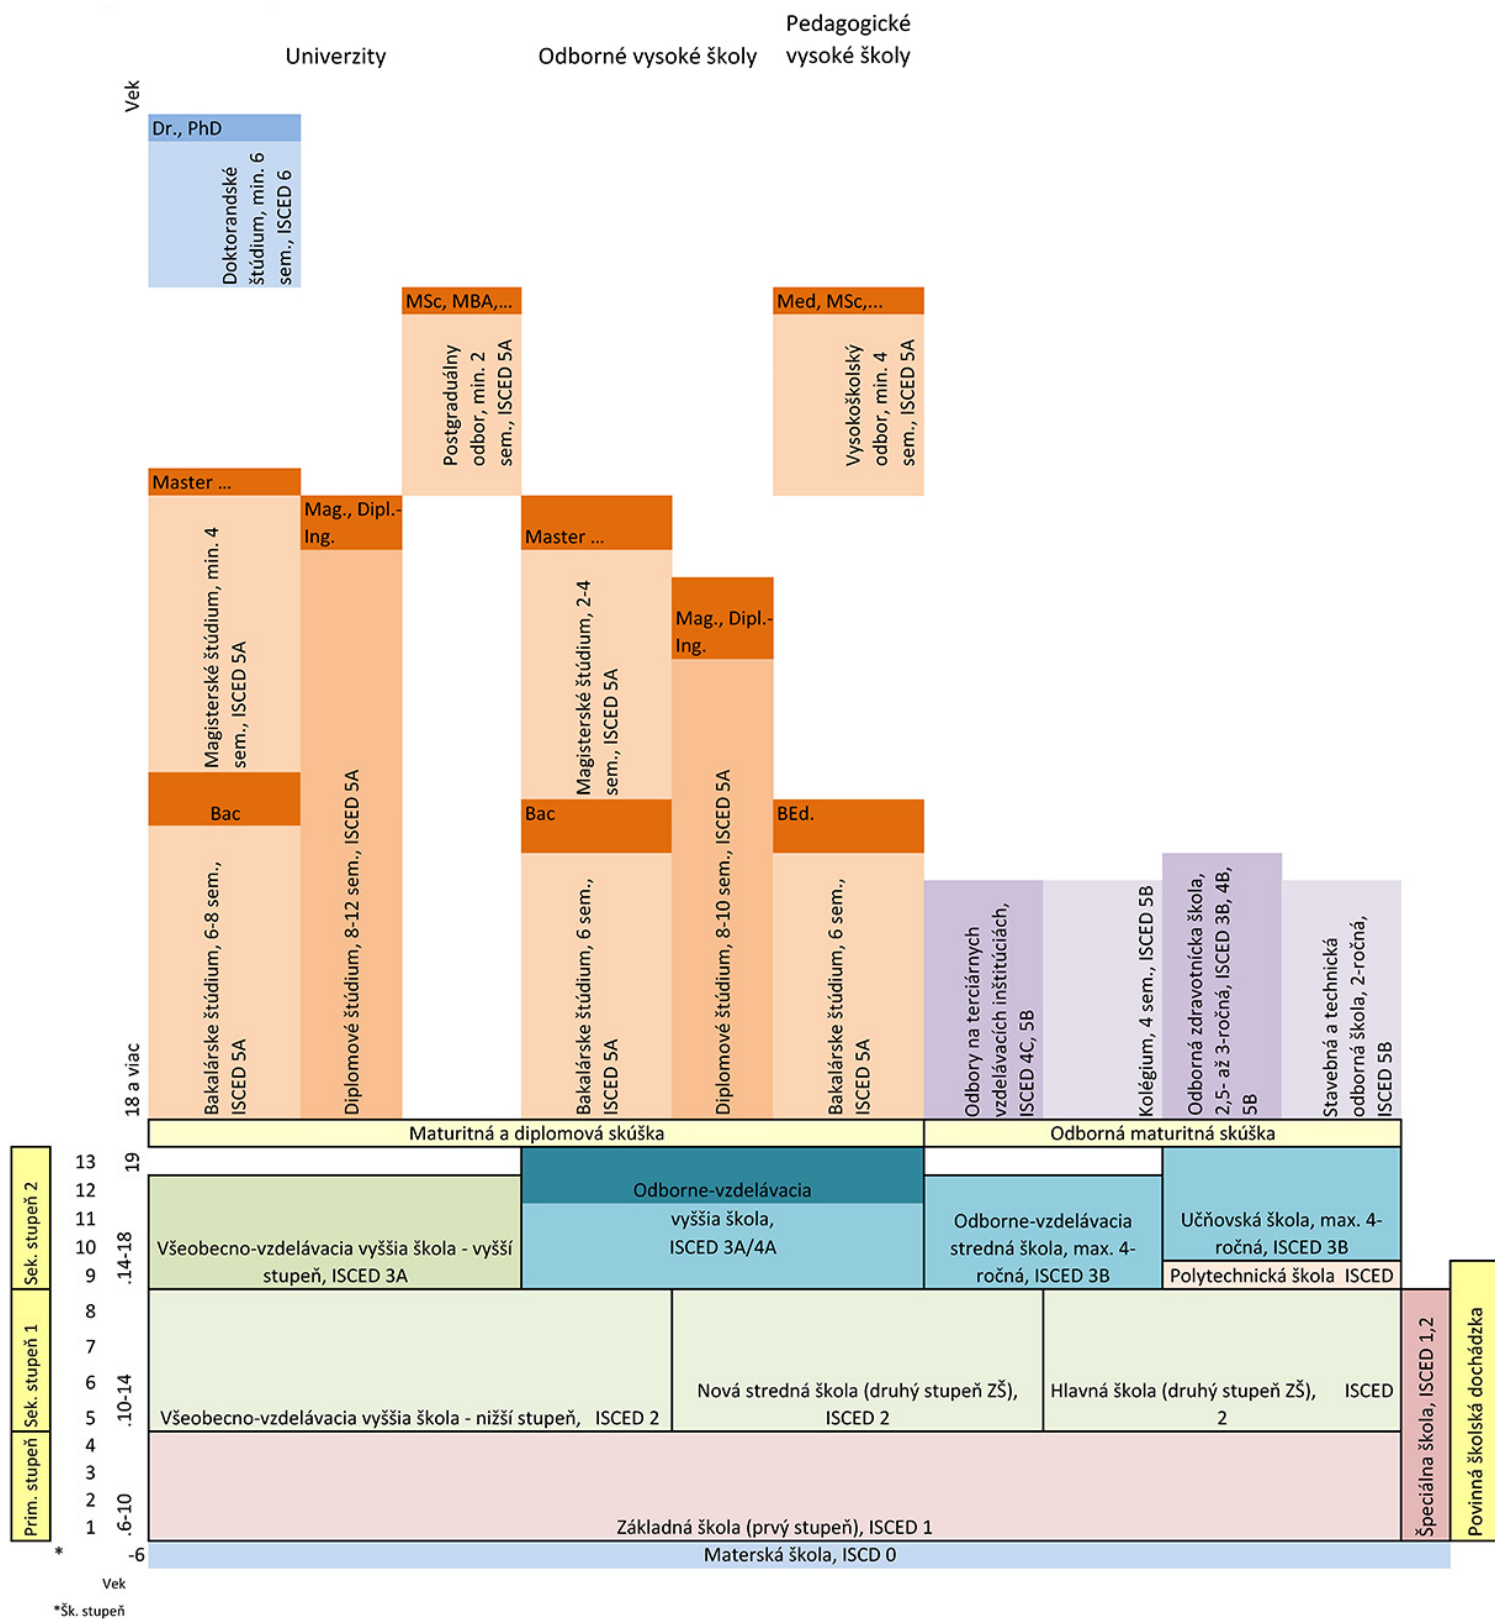 Univerzity
Odborné vysoké školy
Pedagogické
vysoké školy
Vek
Dr., PhD
Doktorandské
štúdium, min. 6
sem., ISCED 6
MSc, MBA,...
Postgraduálny
odbor, min. 2
sem., ISCED 5A
Med, MSc,...
Vysokoškolský
odbor, min. 4
sem., ISCED 5A
Master ...
Magisterské štúdium, min. 4
sem., ISCED 5A
Mag., Dipl.-
Ing.
Diplomové štúdium, 8-12 sem., ISCED 5A
Master ...
Magisterské štúdium, 2-4
sem., ISCED 5A
Mag., Dipl.-
Ing.
Diplomové štúdium, 8-10 sem., ISCED 5A
Bac
Bakalárske štúdium, 6-8 sem.,
ISCED 5A
Bac
Bakalárske štúdium, 6 sem.,
ISCED 5A
BEd.
Bakalárske štúdium, 6 sem.,
ISCED 5A
Odbory na terciárnych
vzdelávacích inštitúciách,
ISCED 4C, 5B
Kolégium, 4 sem., ISCED 5B
Odborná zdravotnícka škola,
2,5- až 3-ročná, ISCED 3B, 4B,
5B
Stavebná a technická
odborná škola, 2-ročná,
ISCED 5B
18 a viac
Maturitná a diplomová skúška
Odborná maturitná skúška
Sek. stupeň 2
13
12
11
10
9
19
.14-18
Všeobecno-vzdelávacia vyššia škola - vyšší
stupeň, ISCED 3A
Odborne-vzdelávacia
vyššia škola,
ISCED 3A/4A
Odborne-vzdelávacia
stredná škola, max. 4-
ročná, ISCED 3B
Učňovská škola, max. 4-
ročná, ISCED 3B
Polytechnická škola ISCED
Sek. stupeň 1
8
7
6
5
.10-14
Všeobecno-vzdelávacia vyššia škola - nižší stupeň, ISCED 2
Nová stredná škola (druhý stupeň ZŠ),
ISCED 2
Hlavná škola (druhý stupeň ZŠ), ISCED
2
Špeciálna škola, ISCED 1,2
Povinná školská dochádzka
Prim. stupeň
4
3
2
1
.6-10
Základná škola (prvý stupeň), ISCED 1
*
-6
Materská škola, ISCD 0
Vek
*Šk. stupeň